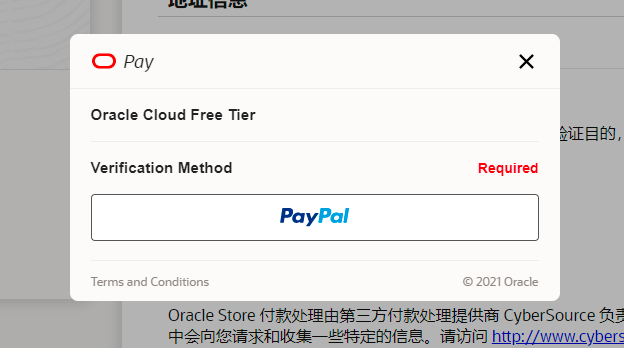 地址信息
Pay
Oracle Cloud Free Tier
验证目的，
Verification Method Required
PayPal
Terms and Conditions © 2021 Oracle
Oracle Store 付款处理由第三方付款处理提供商 CyberSource 负责
中会向您请求和收集一些特定的信息。请访问 http://www.cybers